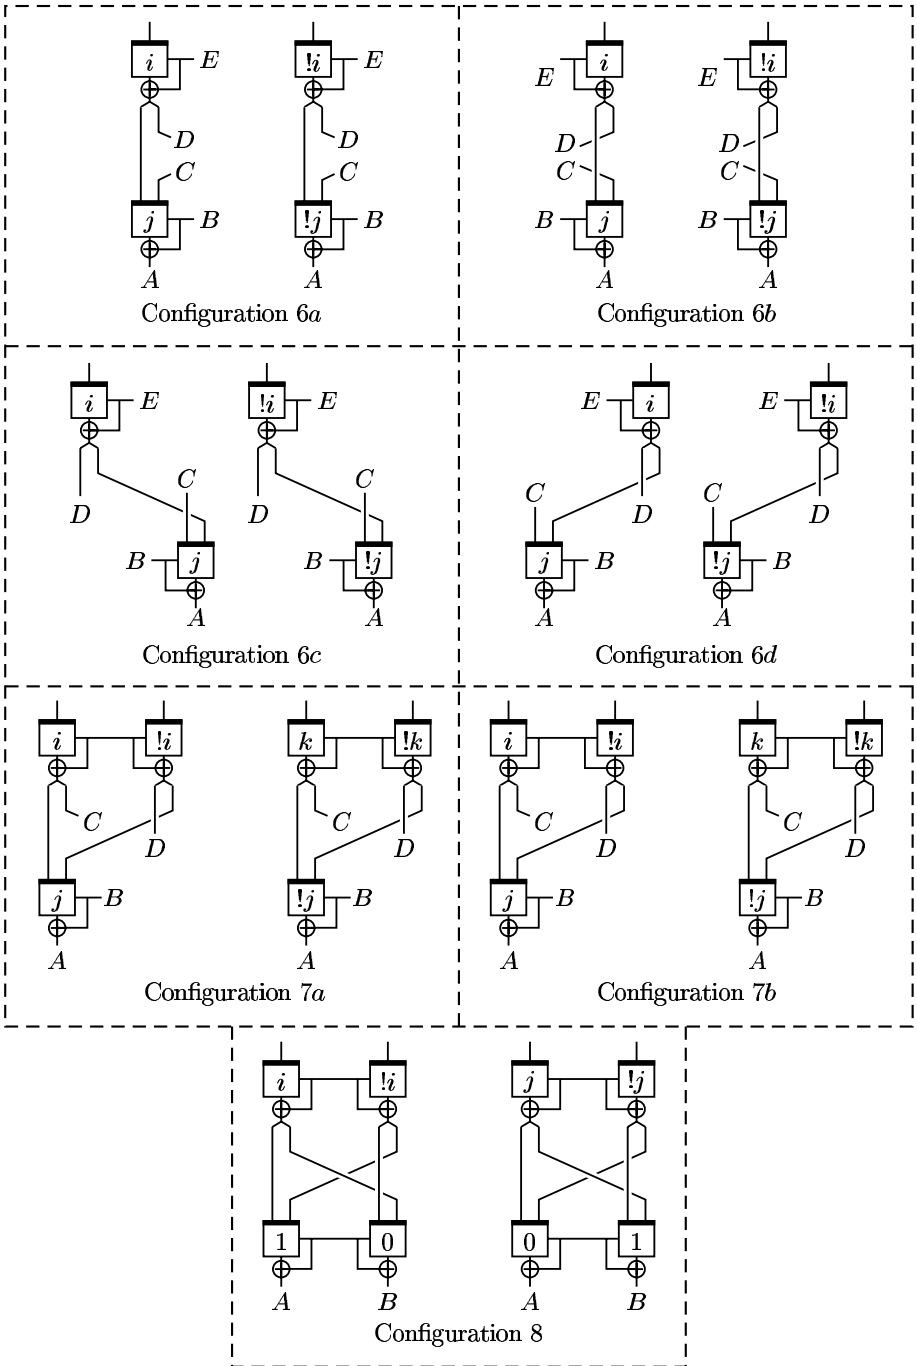 i E !i E
D D
C C
j B !j B
A A
Configuration 6a
i !i
E E
D D
C C
B j B !j
A A
Configuration 6b
i E !i E
C C
D D
B j B !j
A A
Configuration 6c
E i E !i
C C
D D
j B !j B
A A
Configuration 6d
i !i k !k
C C
D D
j B !j B
A A
Configuration 7a
i !i k !k
C C
D D
j B !j B
A A
Configuration 7b
i !i j !j
1 0 0 1
A B A B
Configuration 8